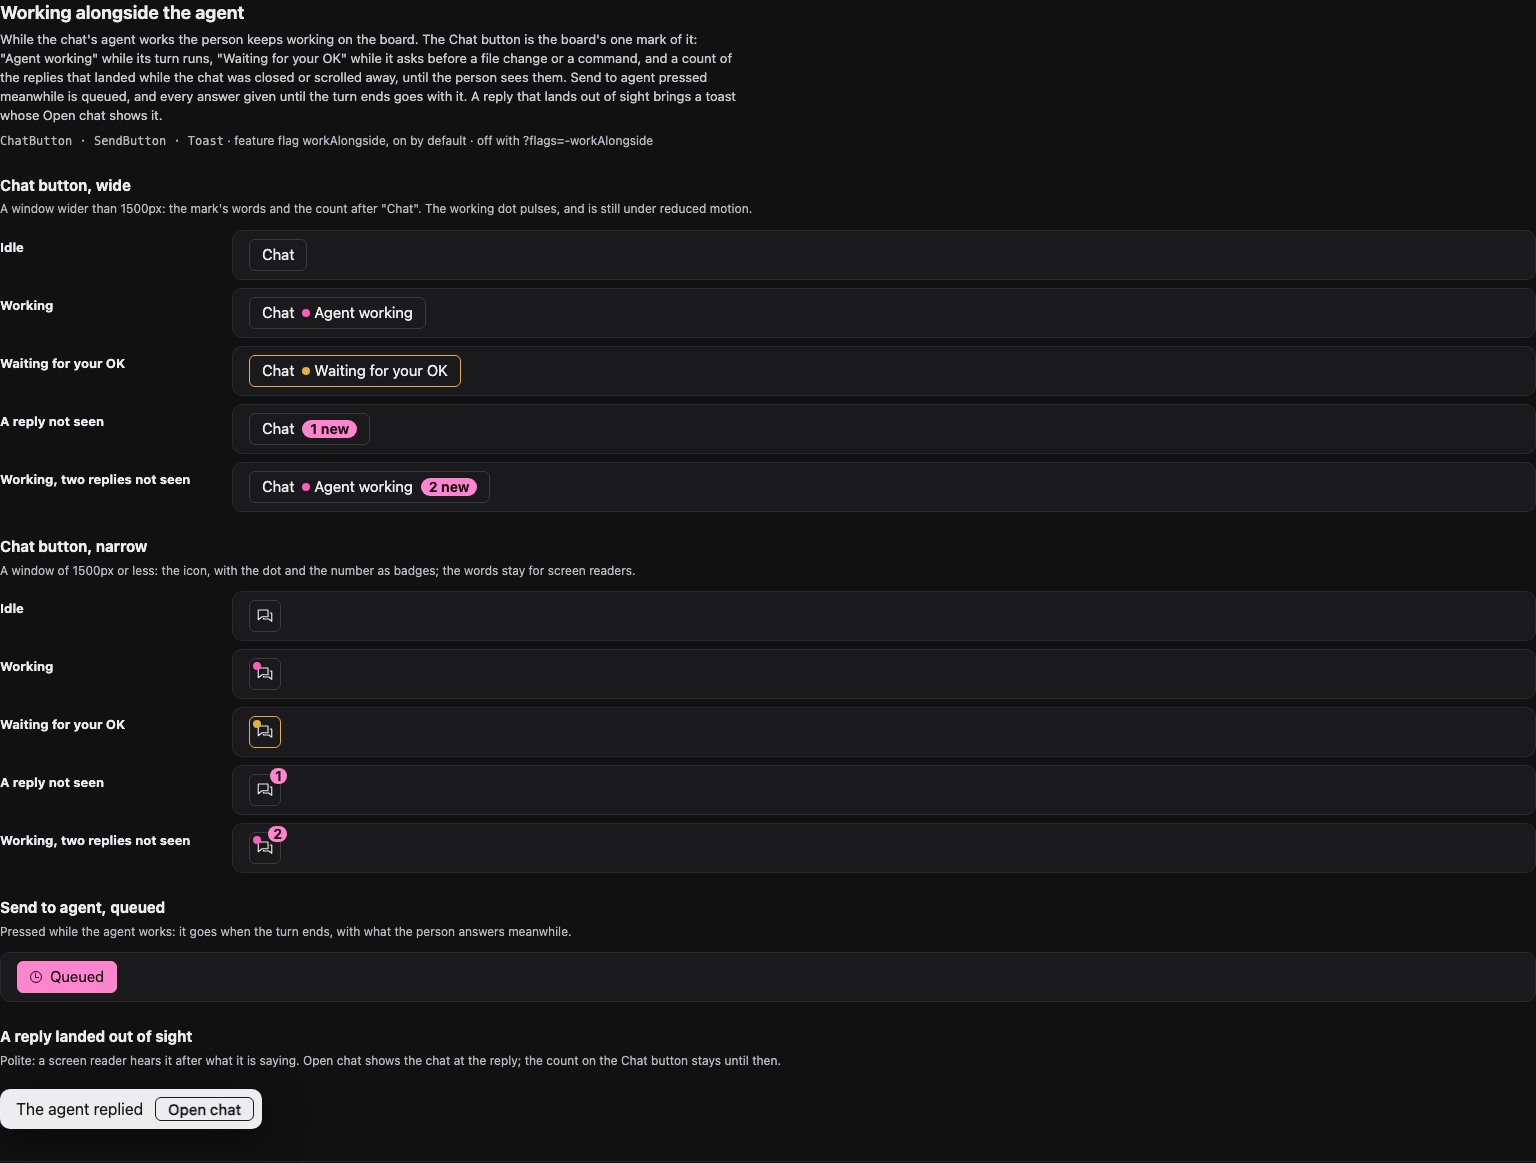 Working alongside the agent
While the chat's agent works the person keeps working on the board. The Chat button is the board's one mark of it:
"Agent working" while its turn runs, "Waiting for your OK" while it asks before a file change or a command, and a count of
the replies that landed while the chat was closed or scrolled away, until the person sees them. Send to agent pressed
meanwhile is queued, and every answer given until the turn ends goes with it. A reply that lands out of sight brings a toast
whose Open chat shows it.
ChatButton · SendButton · Toast · feature flag workAlongside, on by default · off with ?flags=-workAlongside
Chat button, wide
A window wider than 1500px: the mark's words and the count after "Chat". The working dot pulses, and is still under reduced motion.
Idle
Chat
Working
Chat Agent working
Waiting for your OK
Chat Waiting for your OK
A reply not seen
Chat 1 new
Working, two replies not seen
Chat Agent working 2 new
Chat button, narrow
A window of 1500px or less: the icon, with the dot and the number as badges; the words stay for screen readers.
Idle
Working
Waiting for your OK
A reply not seen
1
Working, two replies not seen
2
Send to agent, queued
Pressed while the agent works: it goes when the turn ends, with what the person answers meanwhile.
Queued
A reply landed out of sight
Polite: a screen reader hears it after what it is saying. Open chat shows the chat at the reply; the count on the Chat button stays until then.
The agent replied Open chat